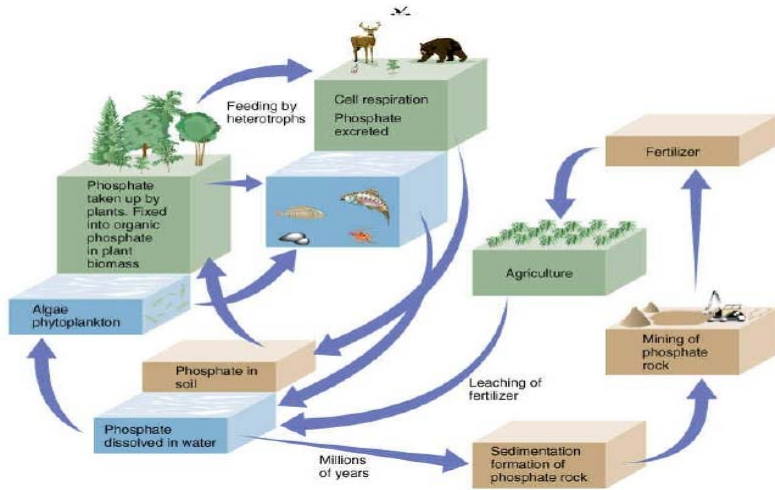 Feeding by
heterotrophs
Cell respiration
Phosphate
excreted
Fertilizer
Phosphate
taken up by
plants. Fixed
into organic
phosphate
in plant
biomass
Agriculture
Algae
phytoplankton
Mining of
phosphate
rock
Phosphate in
soil
Leaching of
fertilizer
Phosphate
dissolved in water
Millions
of years
Sedimentation
formation of
phosphate rock